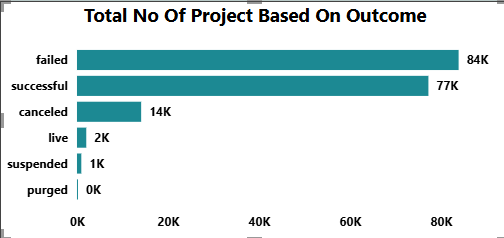 Total No Of Project Based On Outcome
failed 84K
successful 77K
canceled 14K
live 2K
suspended 1K
purged 0K
0K 20K 40K 60K 80K